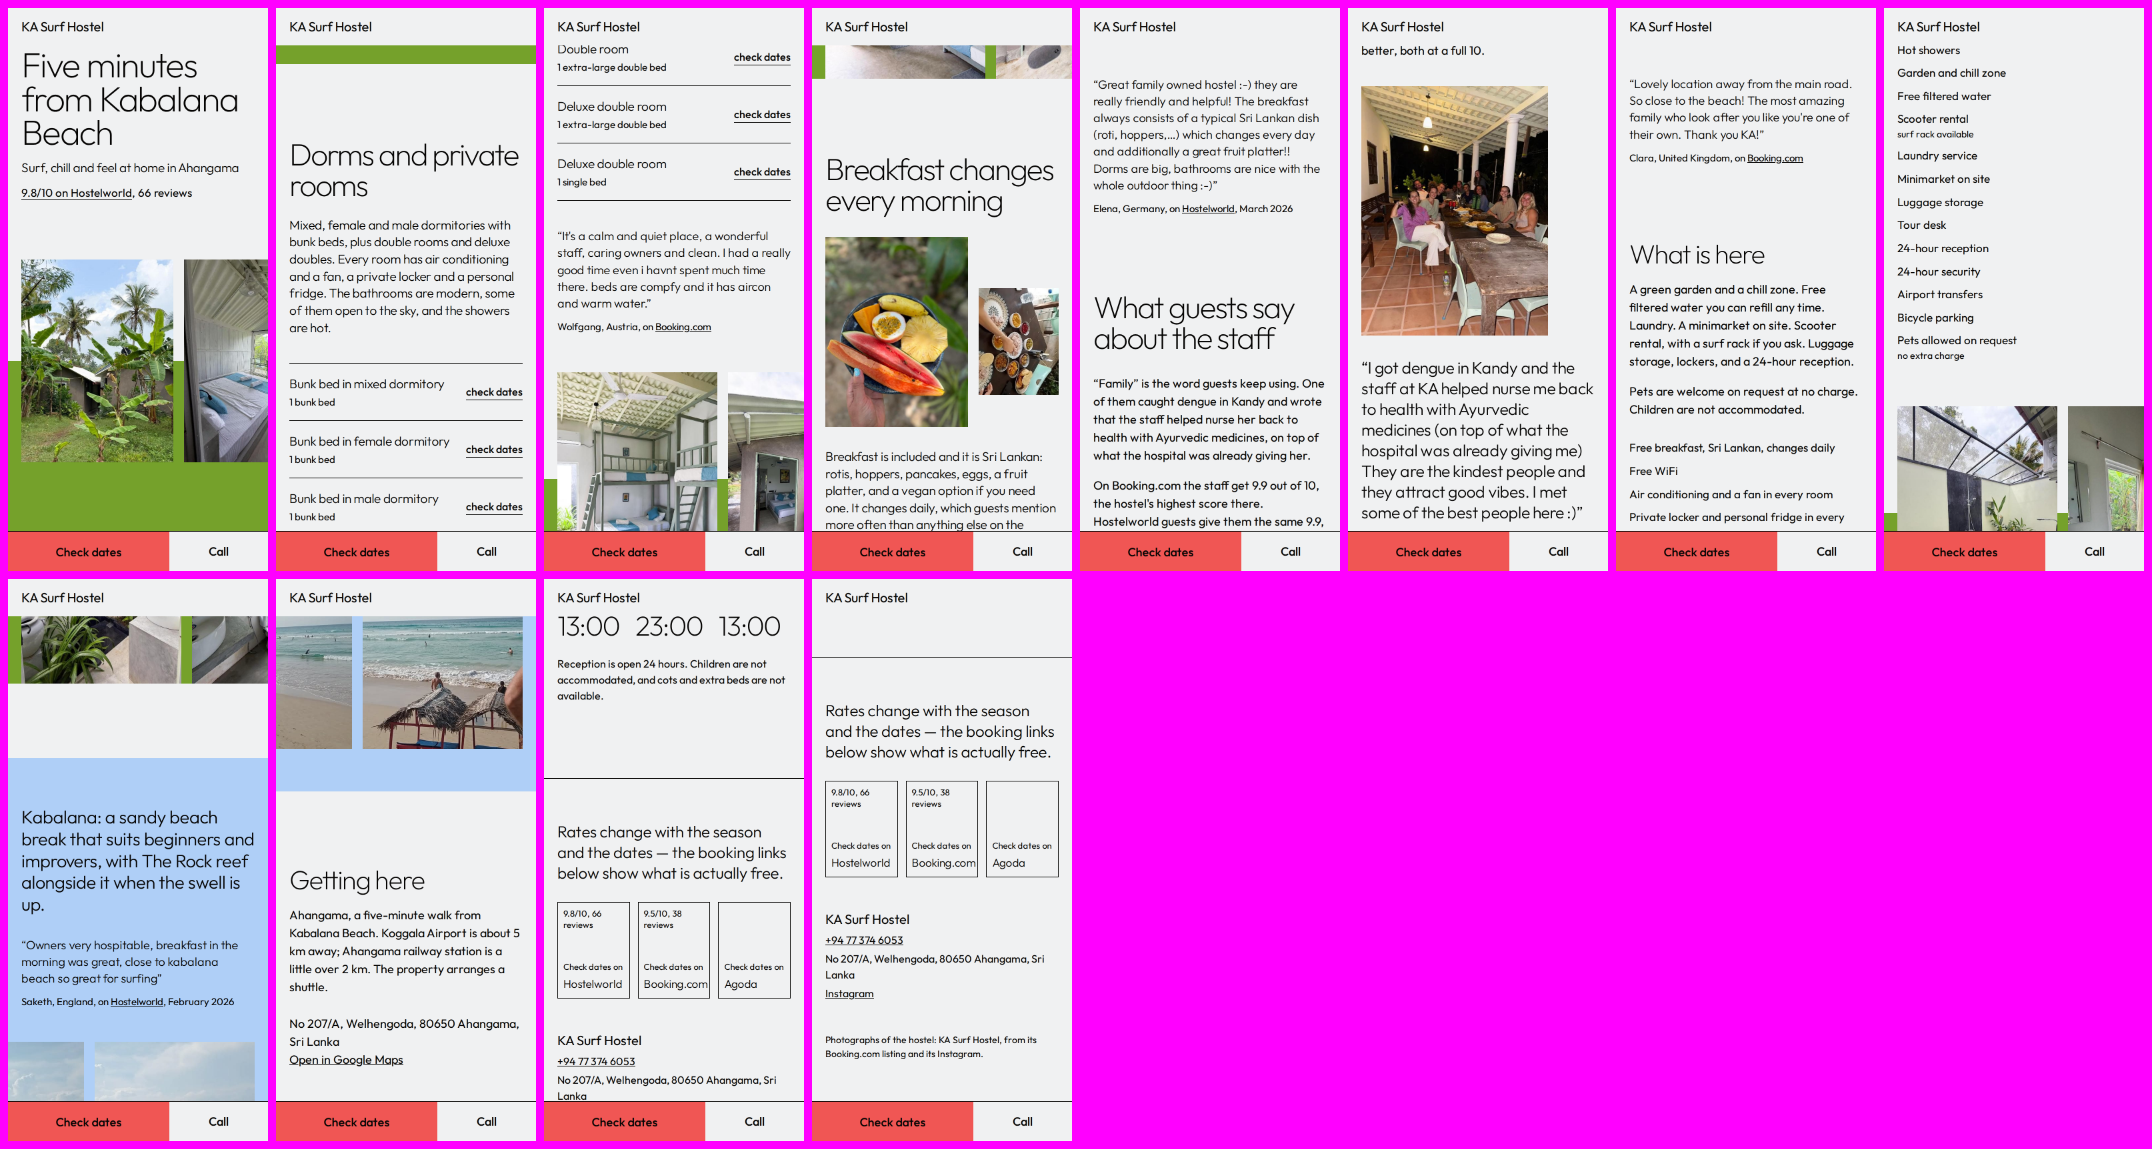 KA Surf Hostel
Five minutes
from Kabalana
Beach
Surf, chill and feel at home in Ahangama
9.8/10 on Hostelworld, 66 reviews
Check dates
Call
KA Surf Hostel
Dorms and private
rooms
Mixed, female and male dormitories with
bunk beds, plus double rooms and deluxe
doubles. Every room has air conditioning
and a fan, a private locker and a personal
fridge. The bathrooms are modern, some
of them open to the sky, and the showers
are hot.
Bunk bed in mixed dormitory
1 bunk bed
check dates
Bunk bed in female dormitory
1 bunk bed
check dates
Bunk bed in male dormitory
1 bunk bed
check dates
Check dates
Call
KA Surf Hostel
Double room
1 extra-large double bed
check dates
Deluxe double room
1 extra-large double bed
check dates
Deluxe double room
1 single bed
check dates
“It's a calm and quiet place, a wonderful
staff, caring owners and clean. I had a really
good time even i havnt spent much time
there. beds are compfy and it has aircon
and warm water.”
Wolfgang, Austria, on Booking.com
Check dates
Call
KA Surf Hostel
Breakfast changes
every morning
Breakfast is included and it is Sri Lankan:
rotis, hoppers, pancakes, eggs, a fruit
platter, and a vegan option if you need
one. It changes daily, which guests mention
more often than anything else on the
Check dates
Call
KA Surf Hostel
“Great family owned hostel :-) they are
really friendly and helpful! The breakfast
always consists of a typical Sri Lankan dish
(roti, hoppers,...) which changes every day
and additionally a great fruit platter!!
Dorms are big, bathrooms are nice with the
whole outdoor thing :-)”
Elena, Germany, on Hostelworld, March 2026
What guests say
about the staff
“Family” is the word guests keep using. One
of them caught dengue in Kandy and wrote
that the staff helped nurse her back to
health with Ayurvedic medicines, on top of
what the hospital was already giving her.
On Booking.com the staff get 9.9 out of 10,
the hostel's highest score there.
Hostelworld guests give them the same 9.9,
Check dates
Call
KA Surf Hostel
better, both at a full 10.
“I got dengue in Kandy and the
staff at KA helped nurse me back
to health with Ayurvedic
medicines (on top of what the
hospital was already giving me)
They are the kindest people and
they attract good vibes. I met
some of the best people here :)”
Check dates
Call
KA Surf Hostel
“Lovely location away from the main road.
So close to the beach! The most amazing
family who look after you like you're one of
their own. Thank you KA!”
Clara, United Kingdom, on Booking.com
What is here
A green garden and a chill zone. Free
filtered water you can refill any time.
Laundry. A minimarket on site. Scooter
rental, with a surf rack if you ask. Luggage
storage, lockers, and a 24-hour reception.
Pets are welcome on request at no charge.
Children are not accommodated.
Free breakfast, Sri Lankan, changes daily
Free WiFi
Air conditioning and a fan in every room
Private locker and personal fridge in every
Check dates
Call
KA Surf Hostel
Hot showers
Garden and chill zone
Free filtered water
Scooter rental
surf rack available
Laundry service
Minimarket on site
Luggage storage
Tour desk
24-hour reception
24-hour security
Airport transfers
Bicycle parking
Pets allowed on request
no extra charge
Check dates
Call
KA Surf Hostel
Kabalana: a sandy beach
break that suits beginners and
improvers, with The Rock reef
alongside it when the swell is
up.
“Owners very hospitable, breakfast in the
morning was great, close to kabalana
beach so great for surfing”
Saketh, England, on Hostelworld, February 2026
Check dates
Call
KA Surf Hostel
Getting here
Ahangama, a five-minute walk from
Kabalana Beach. Koggala Airport is about 5
km away; Ahangama railway station is a
little over 2 km. The property arranges a
shuttle.
No 207/A, Welhengoda, 80650 Ahangama,
Sri Lanka
Open in Google Maps
Check dates
Call
KA Surf Hostel
13:00 23:00 13:00
Reception is open 24 hours. Children are not
accommodated, and cots and extra beds are not
available.
Rates change with the season
and the dates — the booking links
below show what is actually free.
9.8/10, 66
reviews
Check dates on
Hostelworld
9.5/10, 38
reviews
Check dates on
Booking.com
Check dates on
Agoda
KA Surf Hostel
+94 77 374 6053
No 207/A, Welhengoda, 80650 Ahangama, Sri
Lanka
Check dates
Call
KA Surf Hostel
Rates change with the season
and the dates — the booking links
below show what is actually free.
9.8/10, 66
reviews
Check dates on
Hostelworld
9.5/10, 38
reviews
Check dates on
Booking.com
Check dates on
Agoda
KA Surf Hostel
+94 77 374 6053
No 207/A, Welhengoda, 80650 Ahangama, Sri
Lanka
Instagram
Photographs of the hostel: KA Surf Hostel, from its
Booking.com listing and its Instagram.
Check dates
Call